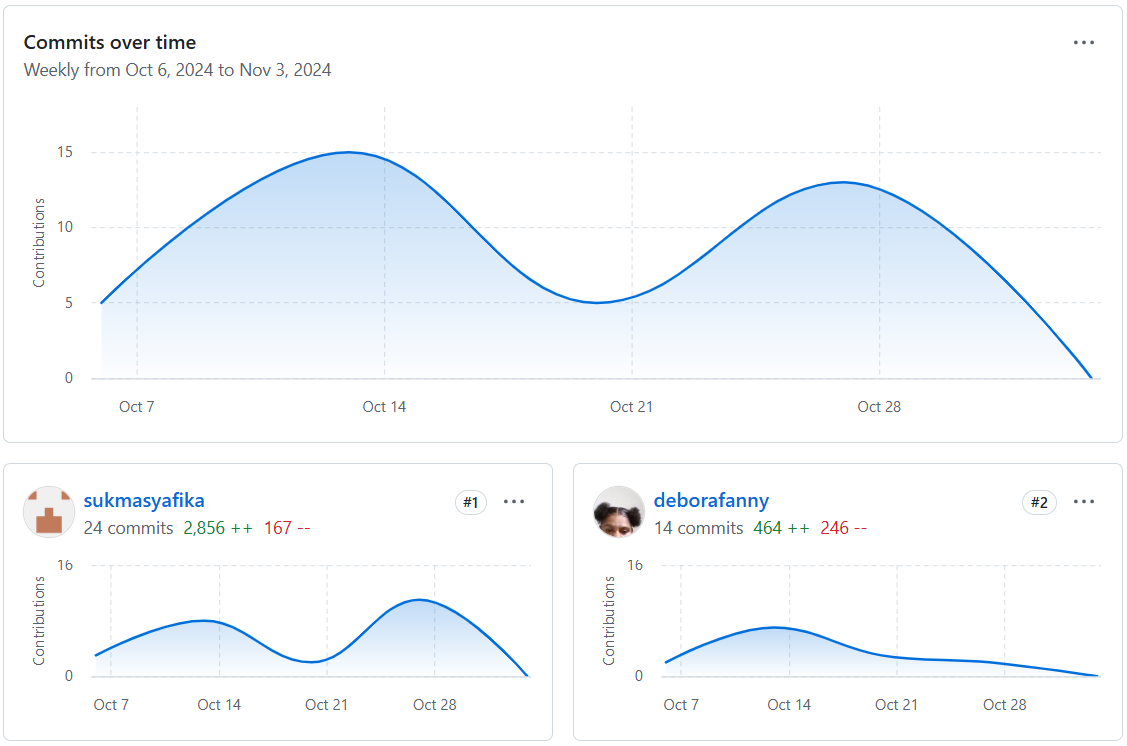 Commits over time
Weekly from Oct 6, 2024 to Nov 3, 2024
Contributions
15
10
5
0
Oct 7 Oct 14 Oct 21 Oct 28
sukmasyafika #1
24 commits 2,856 ++ 167 --
Contributions
16
0
Oct 7 Oct 14 Oct 21 Oct 28
deborafanny #2
14 commits 464 ++ 246 --
Contributions
16
0
Oct 7 Oct 14 Oct 21 Oct 28